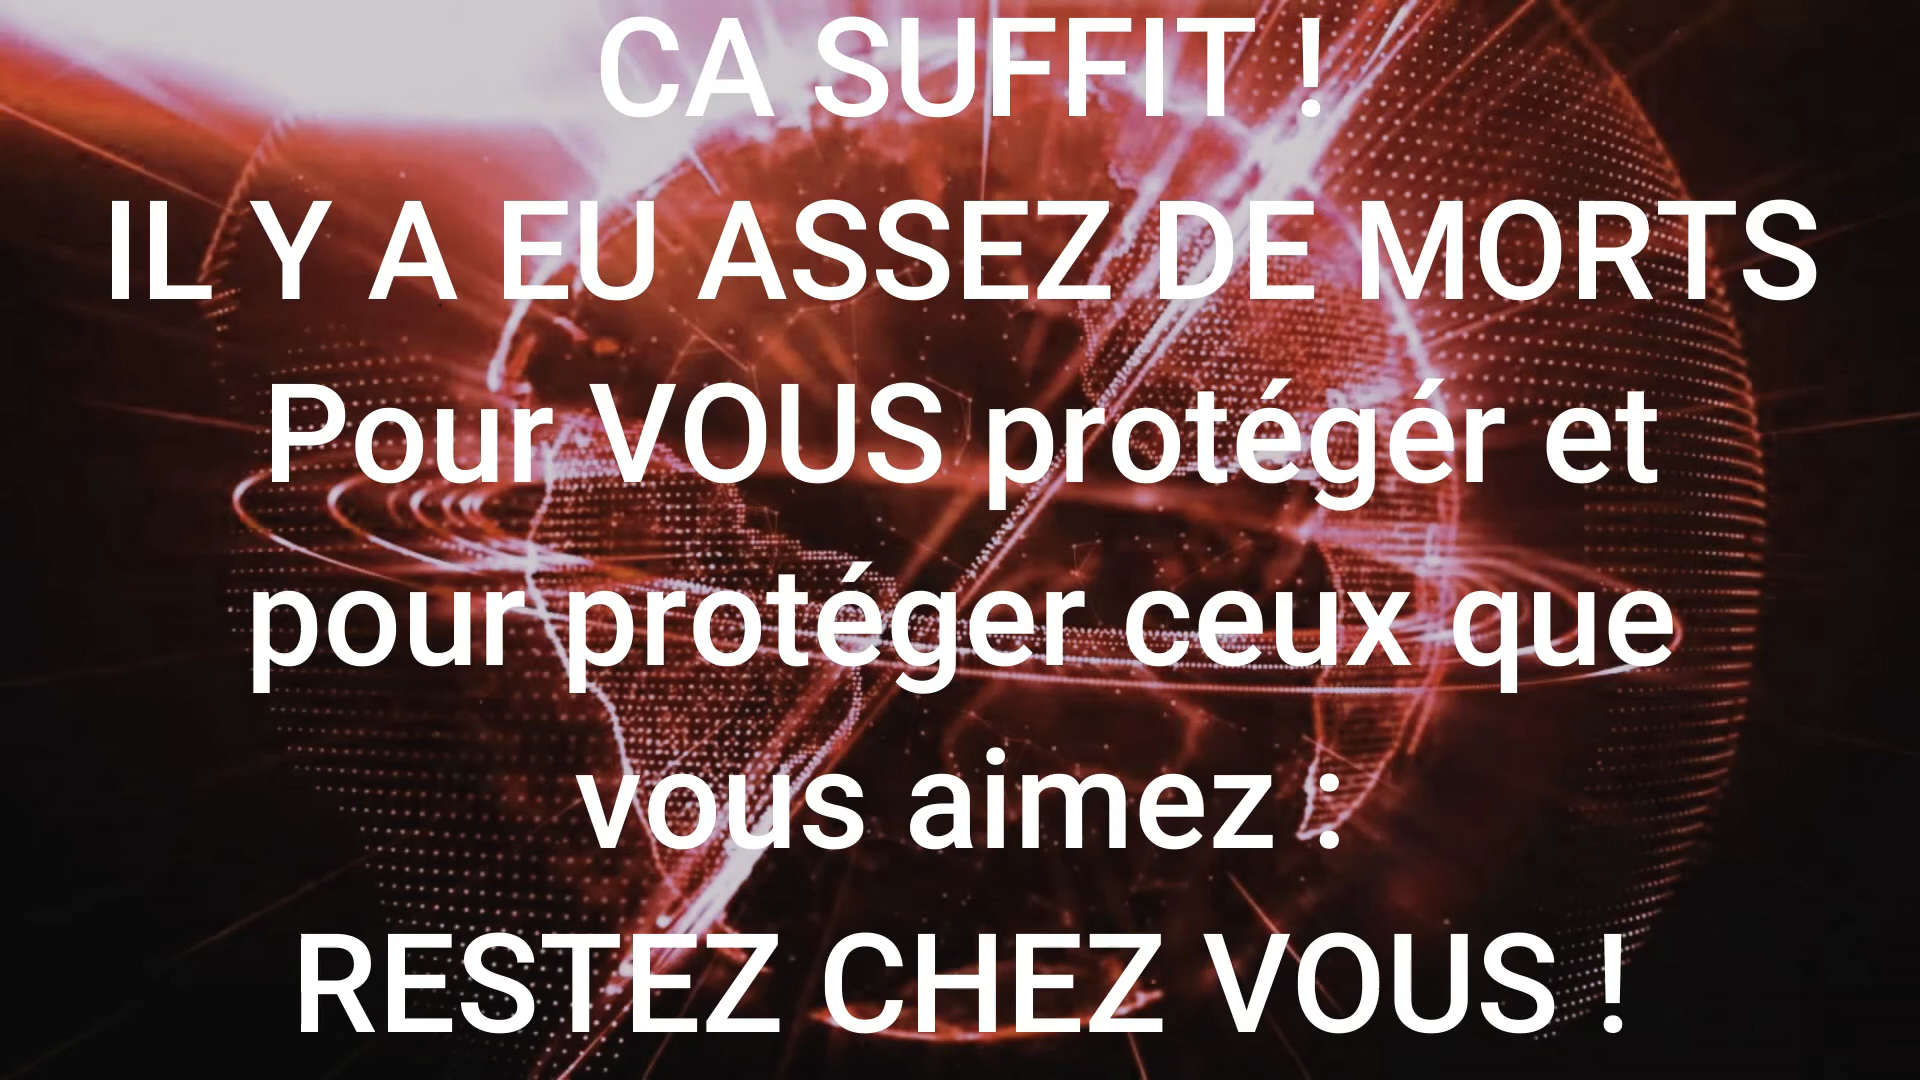 CA SUFFIT !
IL Y A EU ASSEZ DE MORTS
Pour VOUS protégér et
pour protéger ceux que
vous aimez :
RESTEZ CHEZ VOUS !